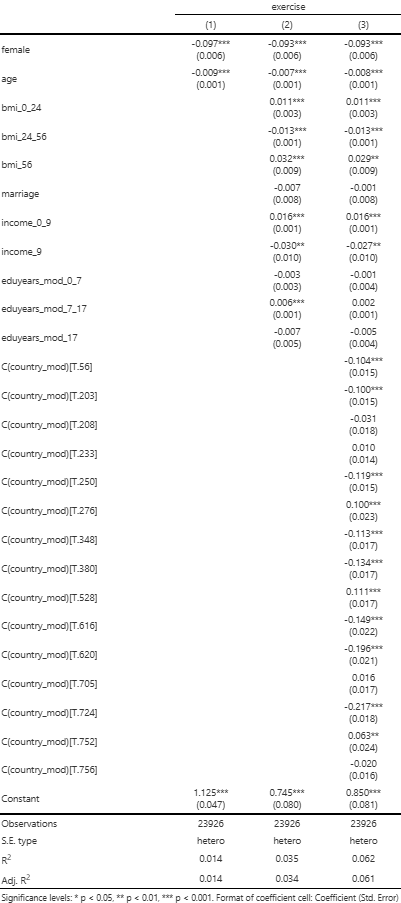 exercise
(1) (2) (3)
female -0.097*** -0.093*** -0.093***
(0.006) (0.006) (0.006)
age -0.009*** -0.007*** -0.008***
(0.001) (0.001) (0.001)
bmi_0_24 0.011*** 0.011***
(0.003) (0.003)
bmi_24_56 -0.013*** -0.013***
(0.001) (0.001)
bmi_56 0.032*** 0.029**
(0.009) (0.009)
marriage -0.007 -0.001
(0.008) (0.008)
income_0_9 0.016*** 0.016***
(0.001) (0.001)
income_9 -0.030** -0.027**
(0.010) (0.010)
eduyears_mod_0_7 -0.003 -0.001
(0.003) (0.004)
eduyears_mod_7_17 0.006*** 0.002
(0.001) (0.001)
eduyears_mod_17 -0.007 -0.005
(0.005) (0.004)
C(country_mod)[T.56] -0.104***
(0.015)
C(country_mod)[T.203] -0.100***
(0.015)
C(country_mod)[T.208] -0.031
(0.018)
C(country_mod)[T.233] 0.010
(0.014)
C(country_mod)[T.250] -0.119***
(0.015)
C(country_mod)[T.276] 0.100***
(0.023)
C(country_mod)[T.348] -0.113***
(0.017)
C(country_mod)[T.380] -0.134***
(0.017)
C(country_mod)[T.528] 0.111***
(0.017)
C(country_mod)[T.616] -0.149***
(0.022)
C(country_mod)[T.620] -0.196***
(0.021)
C(country_mod)[T.705] 0.016
(0.017)
C(country_mod)[T.724] -0.217***
(0.018)
C(country_mod)[T.752] 0.063**
(0.024)
C(country_mod)[T.756] -0.020
(0.016)
Constant 1.125*** 0.745*** 0.850***
(0.047) (0.080) (0.081)
Observations 23926 23926 23926
S.E. type hetero hetero hetero
R² 0.014 0.035 0.062
Adj. R² 0.014 0.034 0.061
Significance levels: * p < 0.05, ** p < 0.01, *** p < 0.001. Format of coefficient cell: Coefficient (Std. Error)